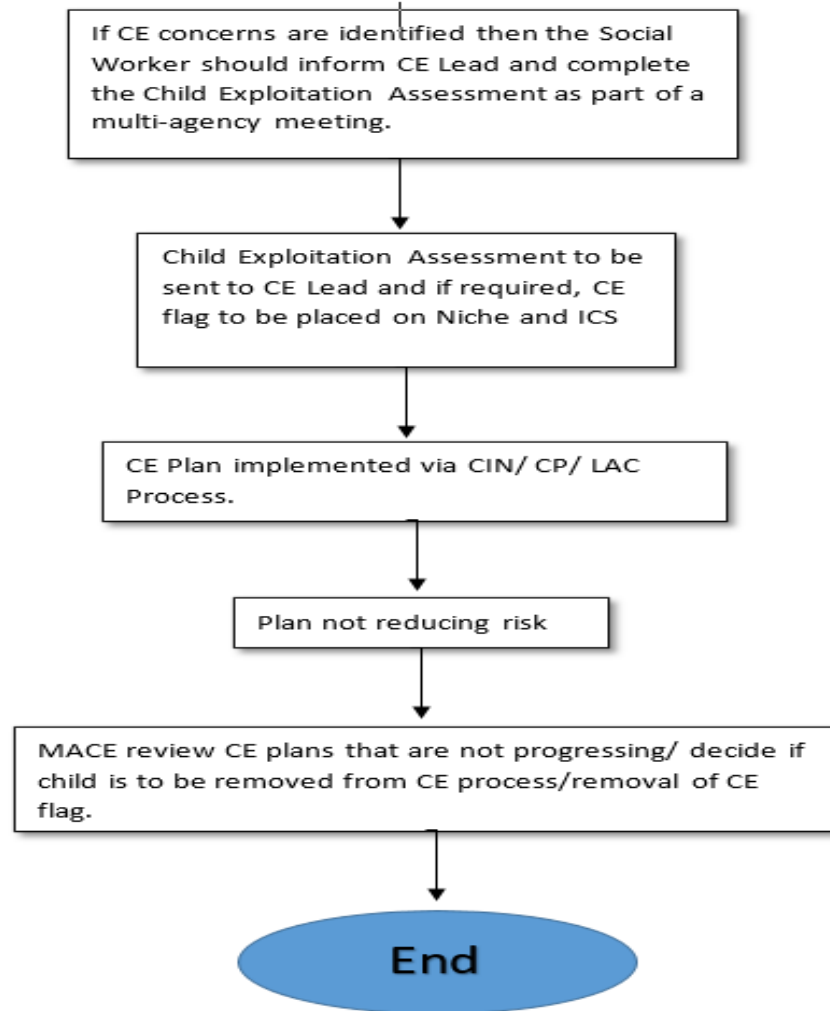 If CE concerns are identified then the Social
Worker should inform CE Lead and complete
the Child Exploitation Assessment as part of a
multi-agency meeting.
Child Exploitation Assessment to be
sent to CE Lead and if required, CE
flag to be placed on Niche and ICS
CE Plan implemented via CIN/ CP/ LAC
Process.
Plan not reducing risk
MACE review CE plans that are not progressing/ decide if
child is to be removed from CE process/removal of CE
flag.
End